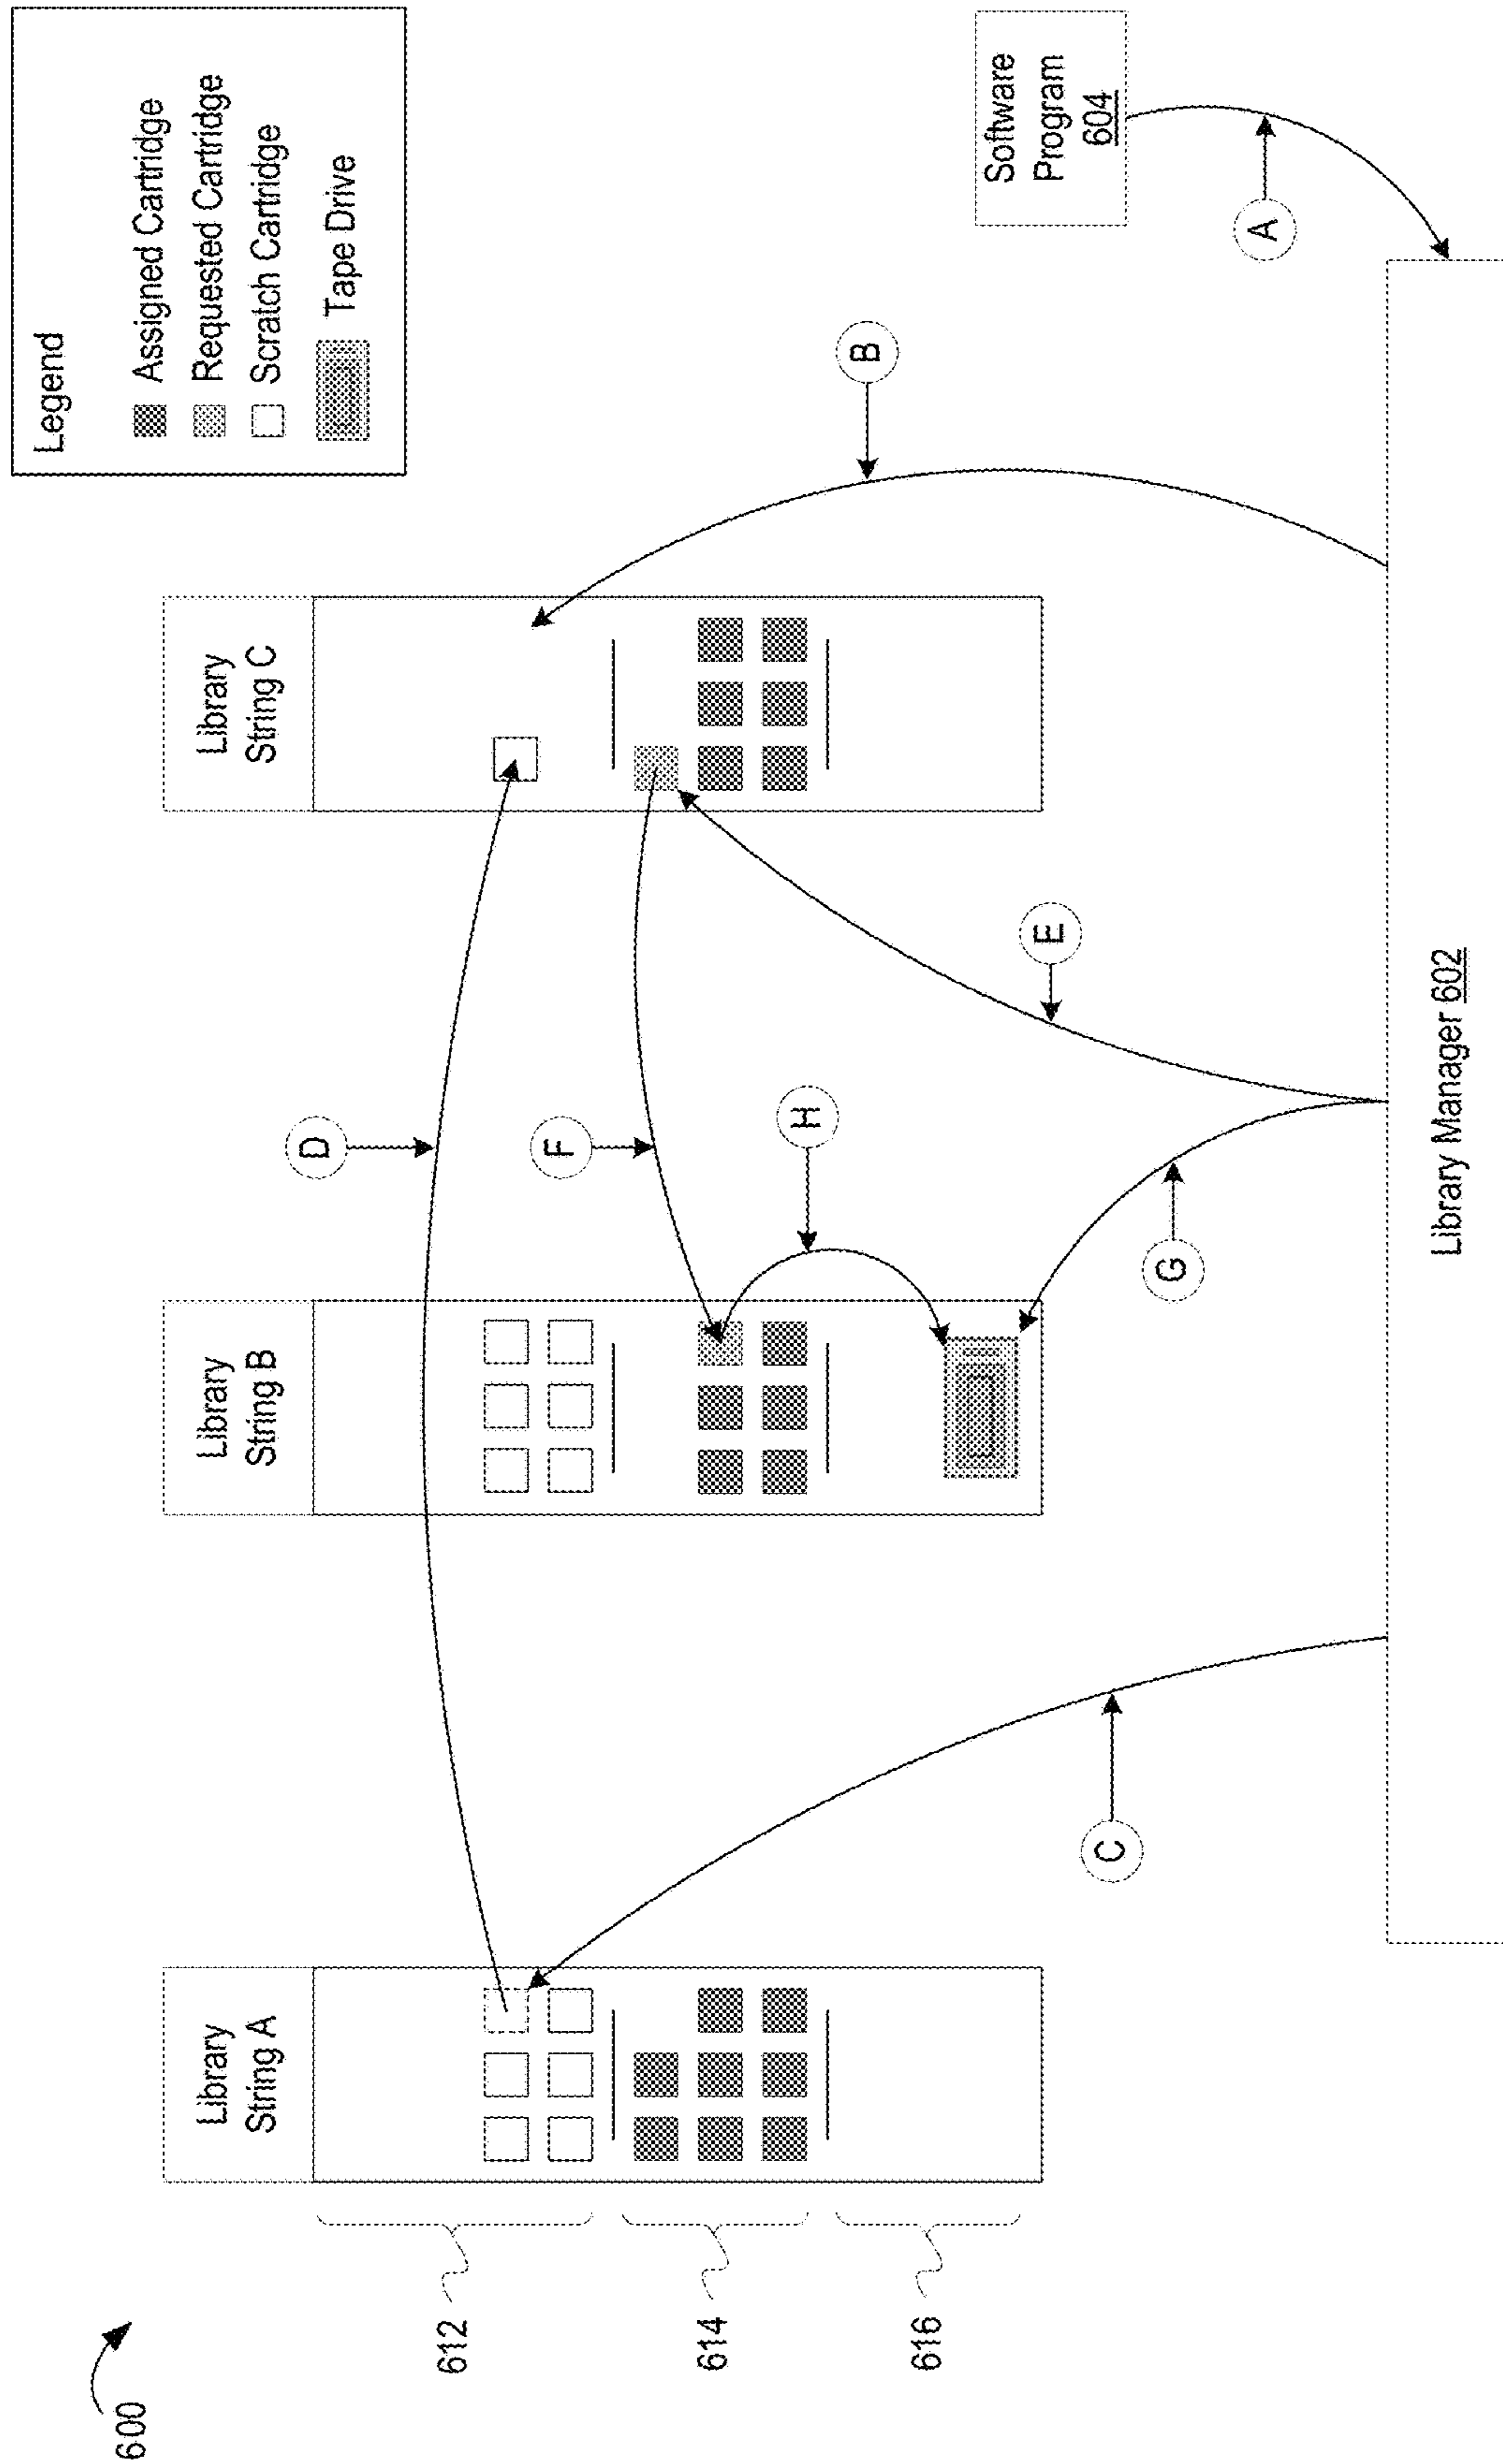 600
Legend
Assigned Cartridge
Requested Cartridge
Scratch Cartridge
Tape Drive
Library
String A
Library
String B
Library
String C
612
614
616
D
F
H
B
E
G
C
A
Software
Program
604
Library Manager 602